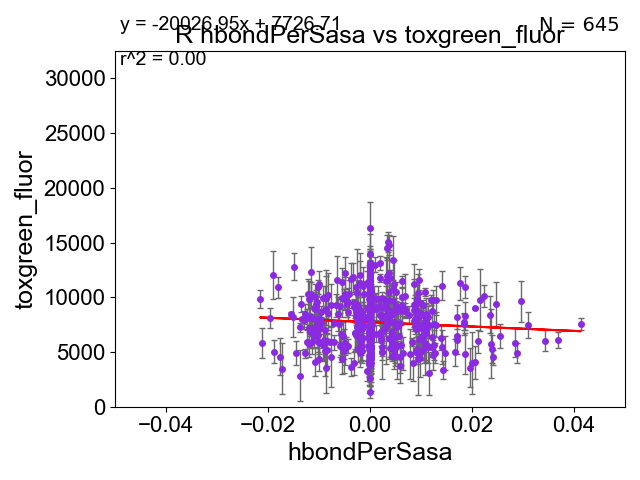 y = -20026.95x + 7726.71
N = 645
R hbondPerSasa vs toxgreen_fluor
r^2 = 0.00
30000
25000
20000
15000
10000
5000
0
toxgreen_fluor
−0.04
−0.02
0.00
0.02
0.04
hbondPerSasa